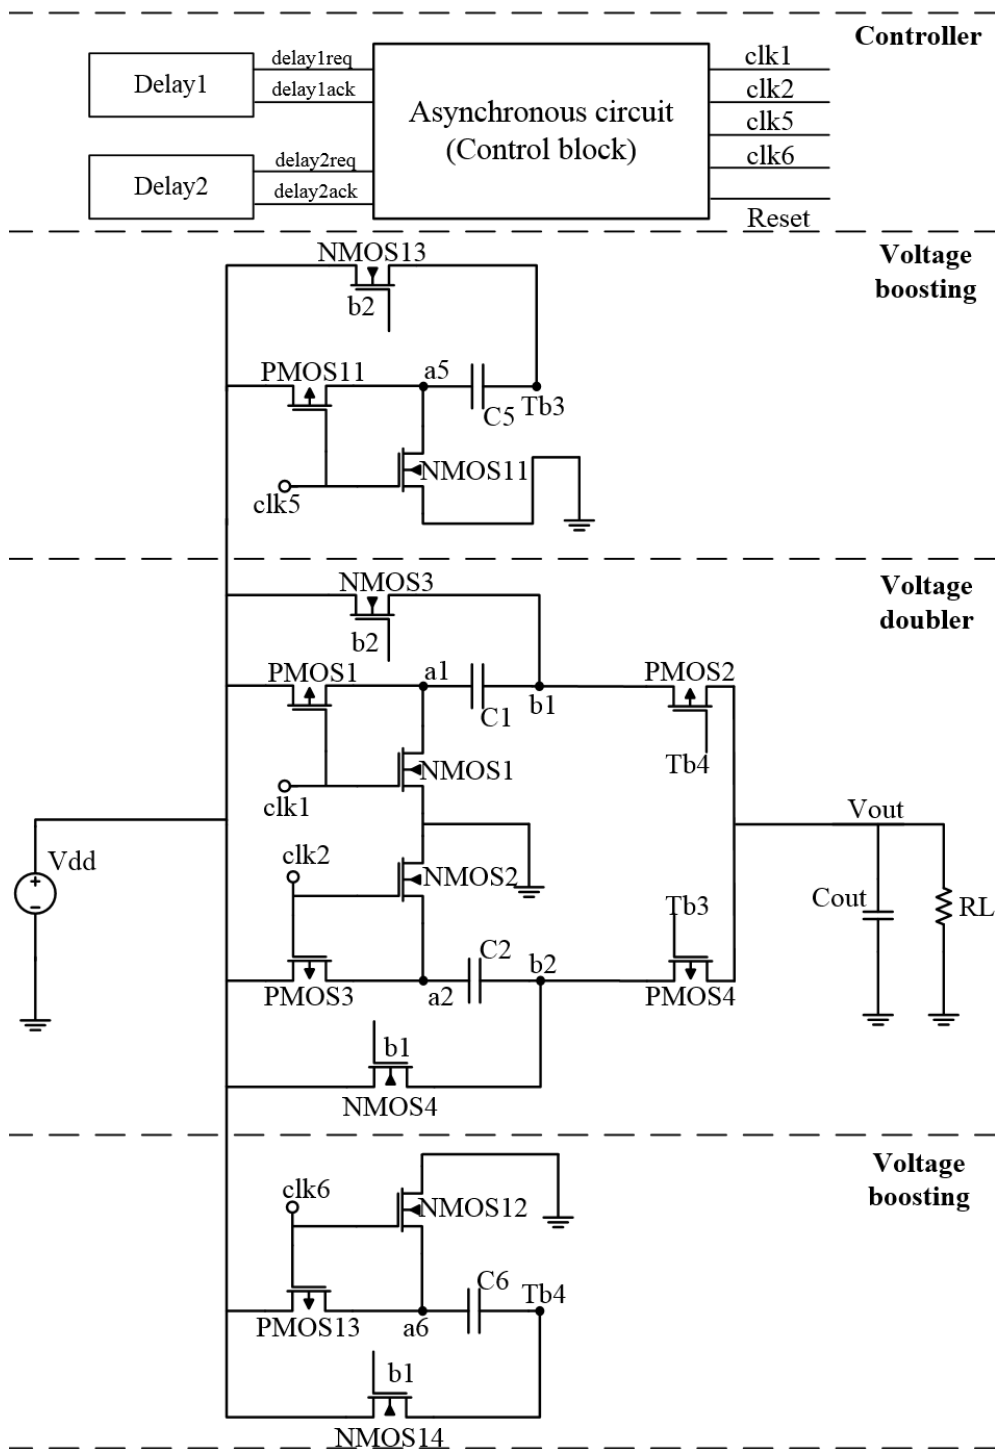 Controller
Delay1
delay1req
delay1ack
Delay2
delay2req
delay2ack
Asynchronous circuit
(Control block)
clk1
clk2
clk5
clk6
Reset
Voltage
boosting
NMOS13
b2
PMOS11
a5
C5
Tb3
NMOS11
clk5
Voltage
doubler
NMOS3
b2
PMOS1
a1
C1
b1
PMOS2
Tb4
NMOS1
clk1
Vdd
clk2
NMOS2
Vout
Cout
RL
Tb3
PMOS3
a2
C2
b2
PMOS4
b1
NMOS4
Voltage
boosting
clk6
NMOS12
PMOS13
a6
C6
Tb4
b1
NMOS14